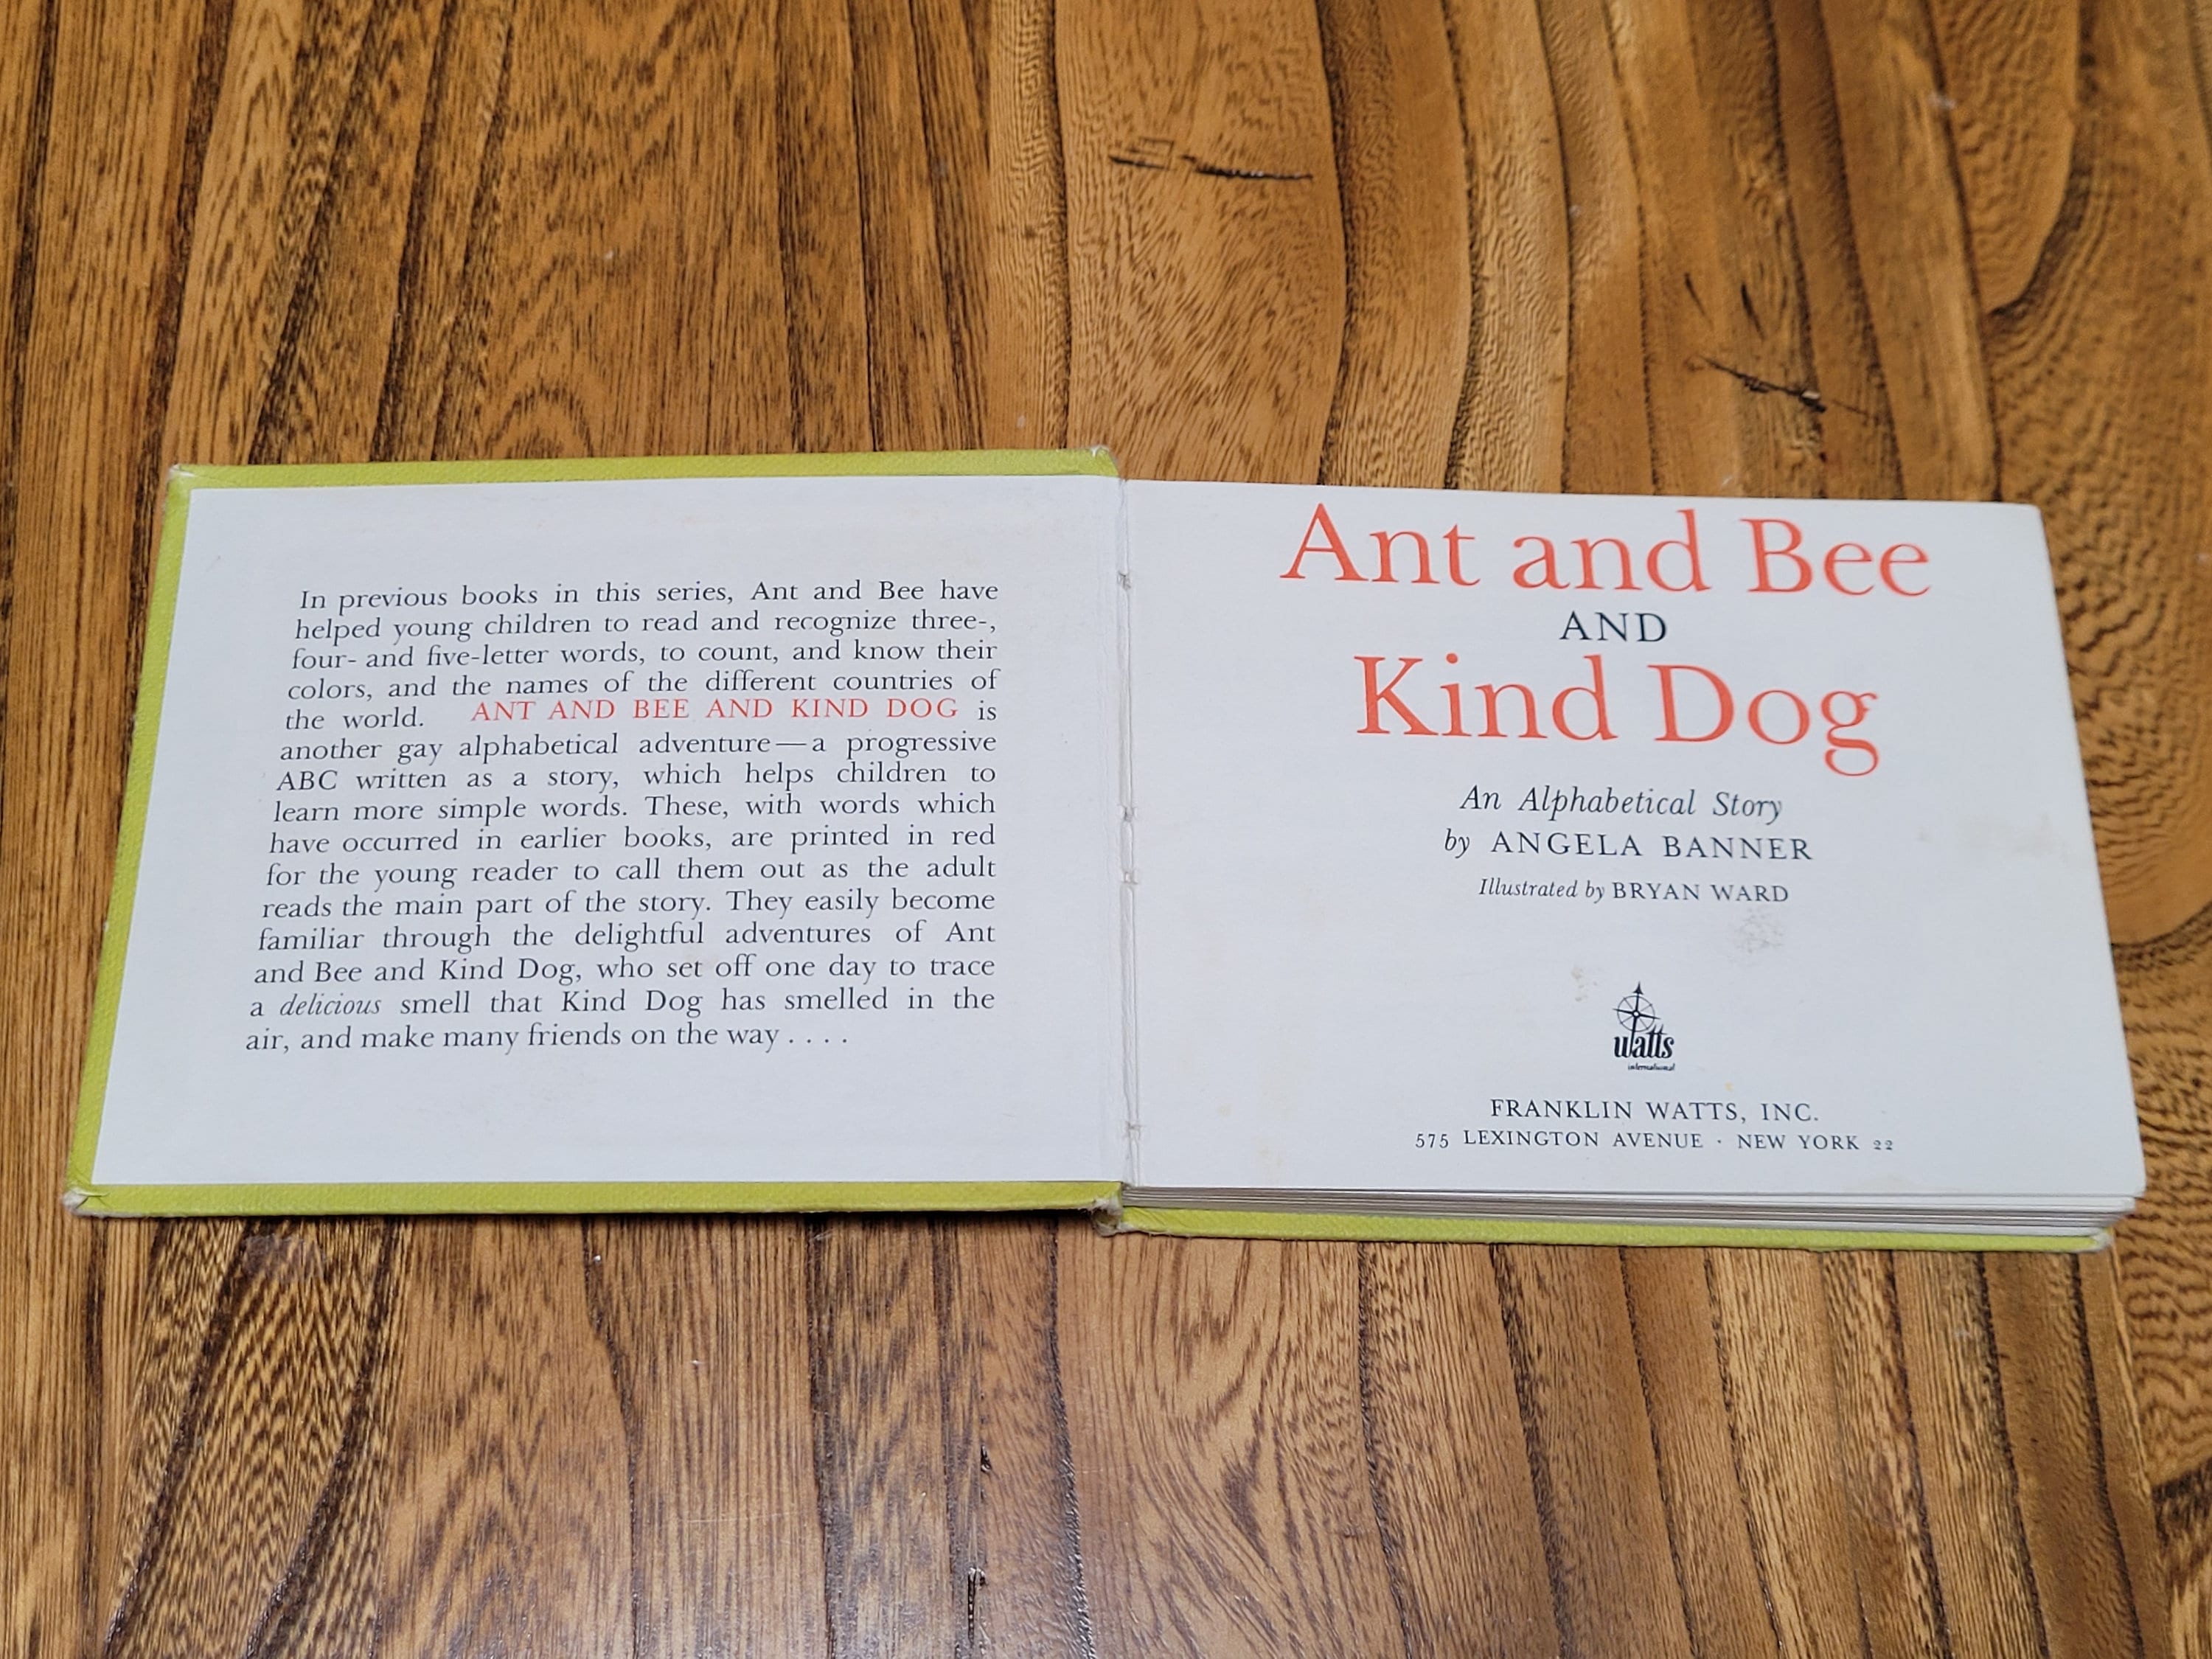 In previous books in this series, Ant and Bee have
helped young children to read and recognize three-,
four- and five-letter words, to count, and know their
colors, and the names of the different countries of
the world. ANT AND BEE AND KIND DOG is
another gay alphabetical adventure—a progressive
ABC written as a story, which helps children to
learn more simple words. These, with words which
have occurred in earlier books, are printed in red
for the young reader to call them out as the adult
reads the main part of the story. They easily become
familiar through the delightful adventures of Ant
and Bee and Kind Dog, who set off one day to trace
a delicious smell that Kind Dog has smelled in the
air, and make many friends on the way . . . .
Ant and Bee
AND
Kind Dog
An Alphabetical Story
by ANGELA BANNER
Illustrated by BRYAN WARD
watts
international
FRANKLIN WATTS, INC.
575 LEXINGTON AVENUE · NEW YORK 22